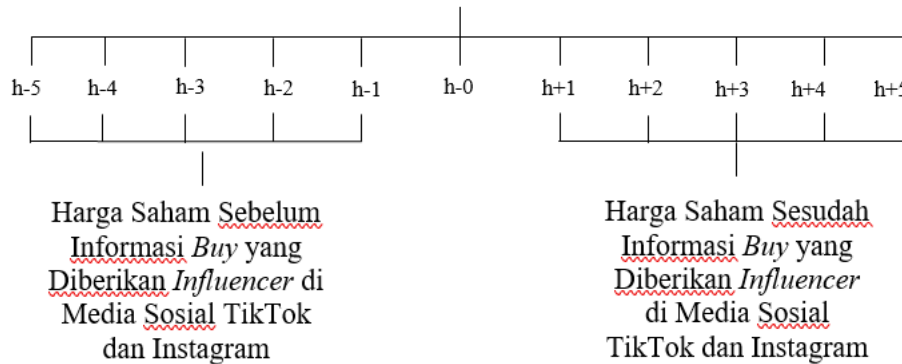 h-5 h-4 h-3 h-2 h-1 h-0 h+1 h+2 h+3 h+4 h+5
Harga Saham Sebelum
Informasi Buy yang
Diberikan Influencer di
Media Sosial TikTok
dan Instagram
Harga Saham Sesudah
Informasi Buy yang
Diberikan Influencer
di Media Sosial
TikTok dan Instagram